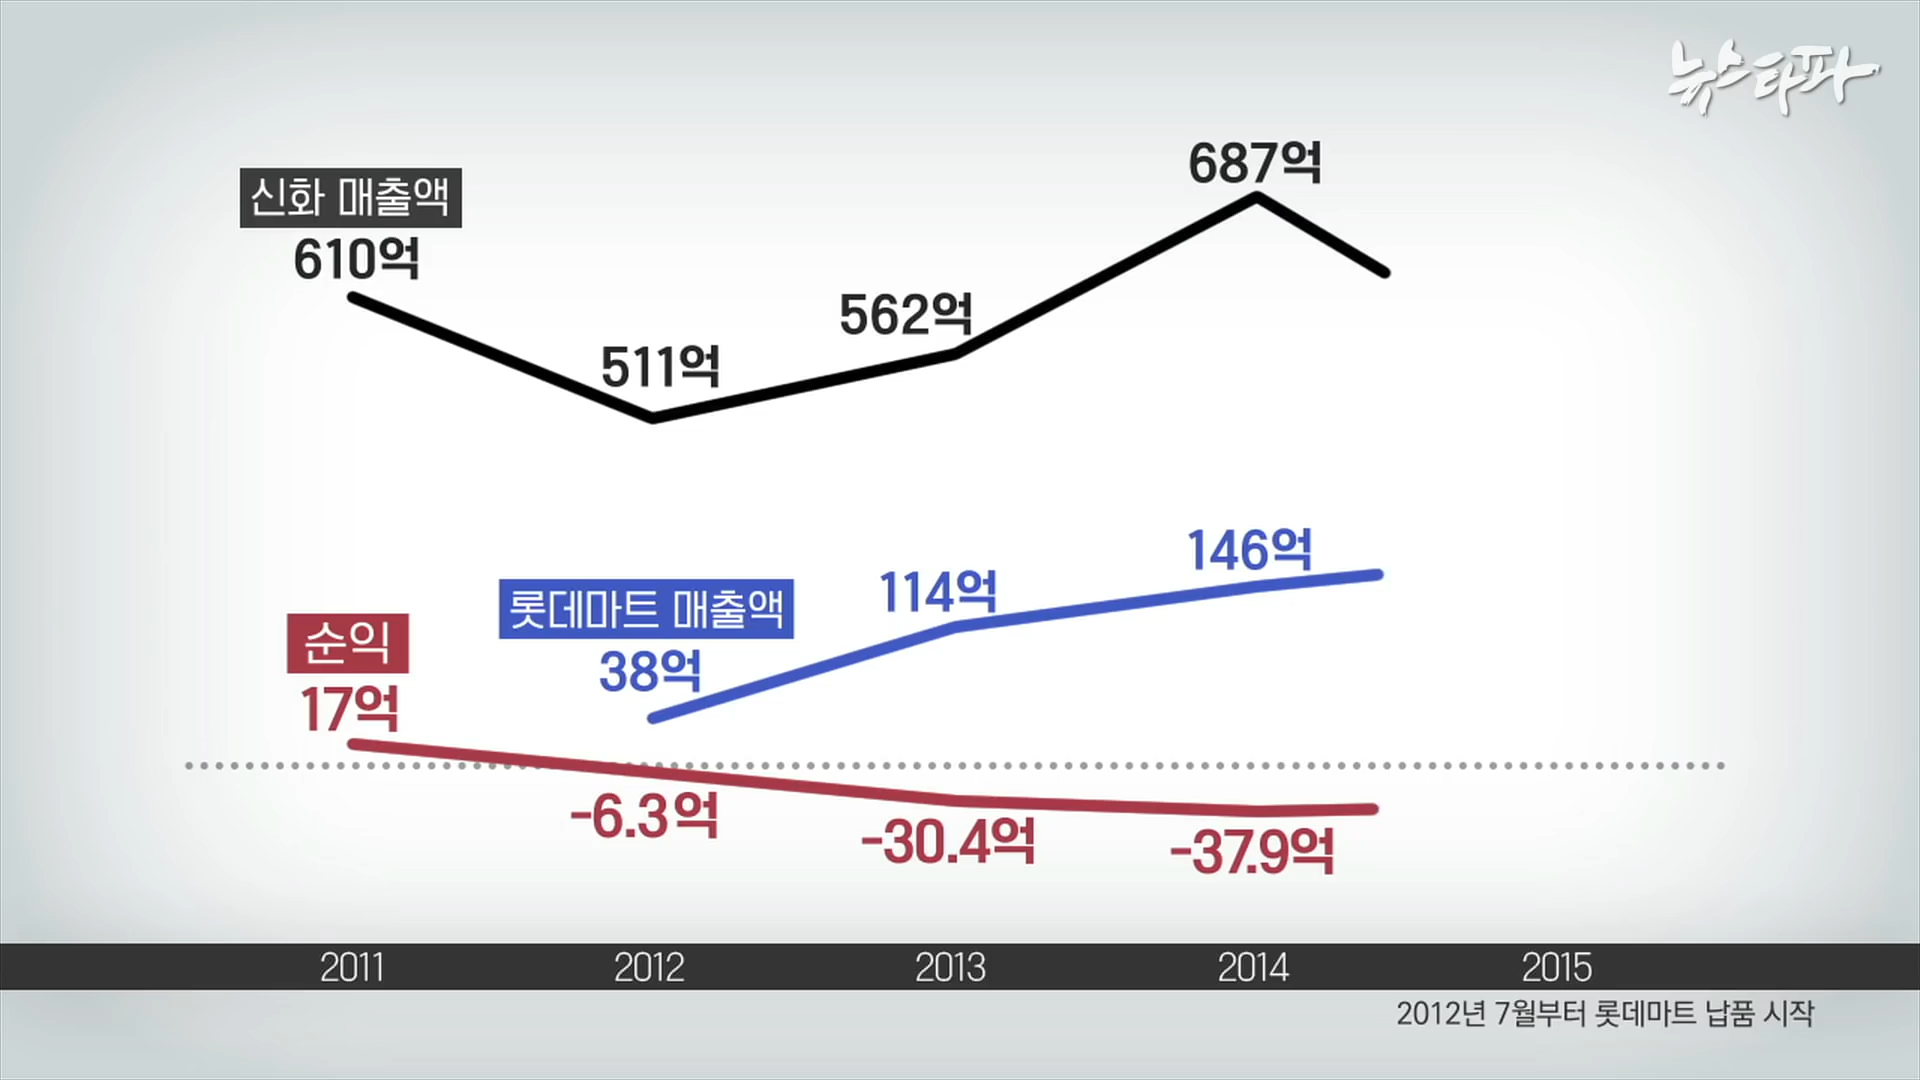 뉴스타파
687억
신화 매출액
610억
562억
511억
146억
114억
롯데마트 매출액
38억
순익
17억
-6.3억
-30.4억
-37.9억
2011 2012 2013 2014 2015
2012년 7월부터 롯데마트 납품 시작